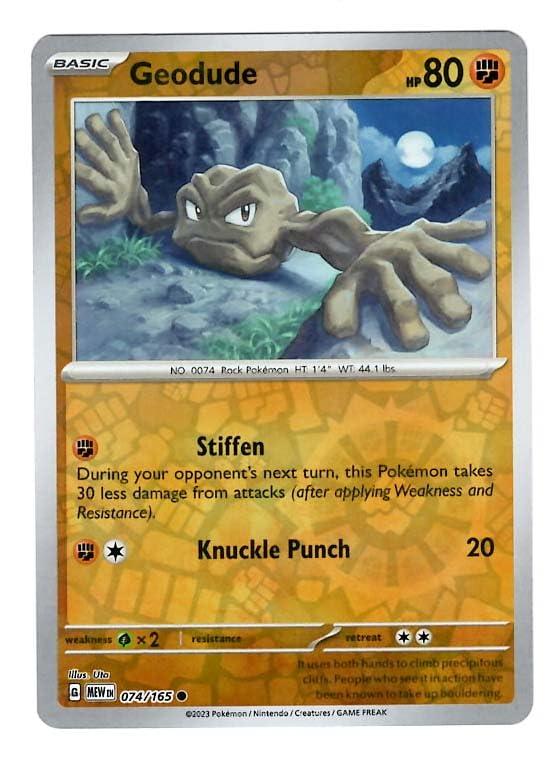 BASIC Geodude HP 80
NO. 0074 Rock Pokémon HT: 1'4" WT: 44.1 lbs.
Stiffen
During your opponent's next turn, this Pokémon takes
30 less damage from attacks (after applying Weakness and
Resistance).
Knuckle Punch 20
weakness ×2 resistance retreat
Illus. Uta
It uses both hands to climb precipitous
cliffs. People who see it in action have
been known to take up bouldering.
G MEW EN 074/165
©2023 Pokémon / Nintendo / Creatures / GAME FREAK